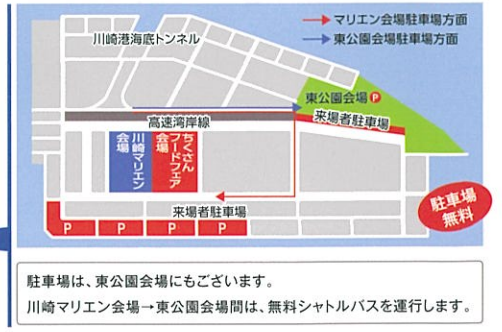 マリエン会場駐車場方面
東公園会場駐車場方面
川崎港海底トンネル
東公園会場 P
来場者駐車場
高速湾岸線
川崎マリエン
会場
ちくさん
フードフェア
会場
来場者駐車場
P P P P
駐車場
無料
駐車場は、東公園会場にもございます。
川崎マリエン会場→東公園会場間は、無料シャトルバスを運行します。